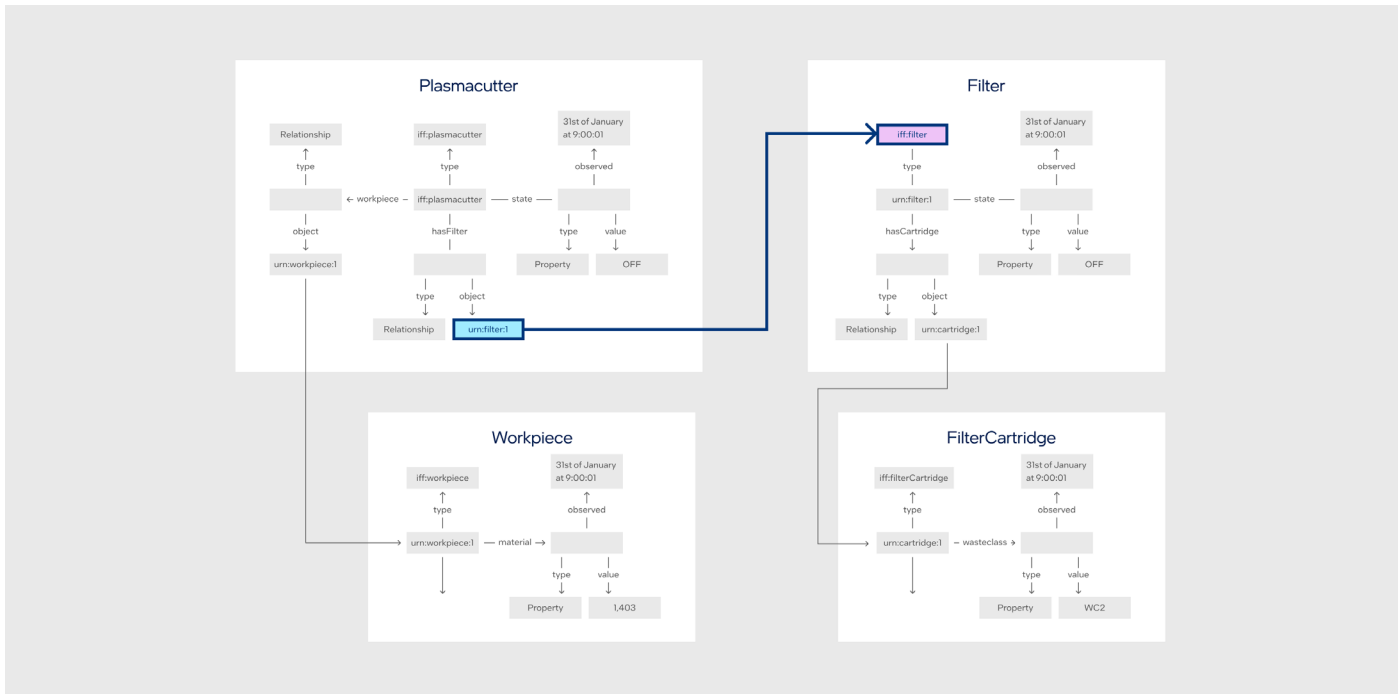 Plasmacutter
Relationship
iff:plasmacutter
31st of January
at 9:00:01
type
type
observed
workpiece
iff:plasmacutter
state
object
hasFilter
type
value
urn:workpiece:1
Property
OFF
type
object
Relationship
urn:filter:1
Filter
iff:filter
31st of January
at 9:00:01
type
observed
urn:filter:1
state
hasCartridge
type
value
Property
OFF
type
object
Relationship
urn:cartridge:1
Workpiece
iff:workpiece
31st of January
at 9:00:01
type
observed
urn:workpiece:1
material
type
value
Property
1,403
FilterCartridge
iff:filterCartridge
31st of January
at 9:00:01
type
observed
urn:cartridge:1
wasteclass
type
value
Property
WC2